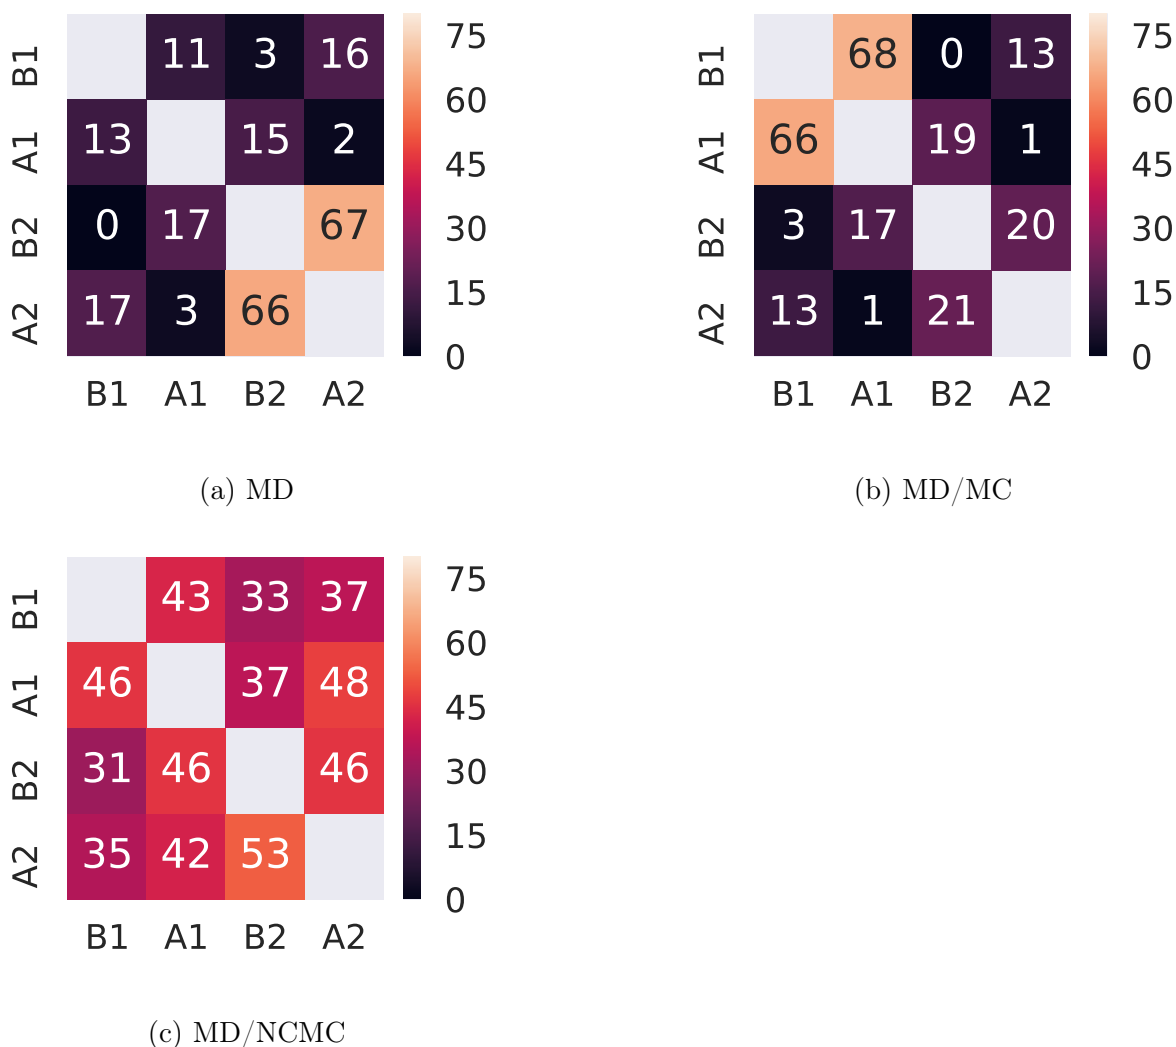 B1 11 3 16
A1 13 15 2
B2 0 17 67
A2 17 3 66
B1 A1 B2 A2
75
60
45
30
15
0
(a) MD
B1 68 0 13
A1 66 19 1
B2 3 17 20
A2 13 1 21
B1 A1 B2 A2
75
60
45
30
15
0
(b) MD/MC
B1 43 33 37
A1 46 37 48
B2 31 46 46
A2 35 42 53
B1 A1 B2 A2
75
60
45
30
15
0
(c) MD/NCMC